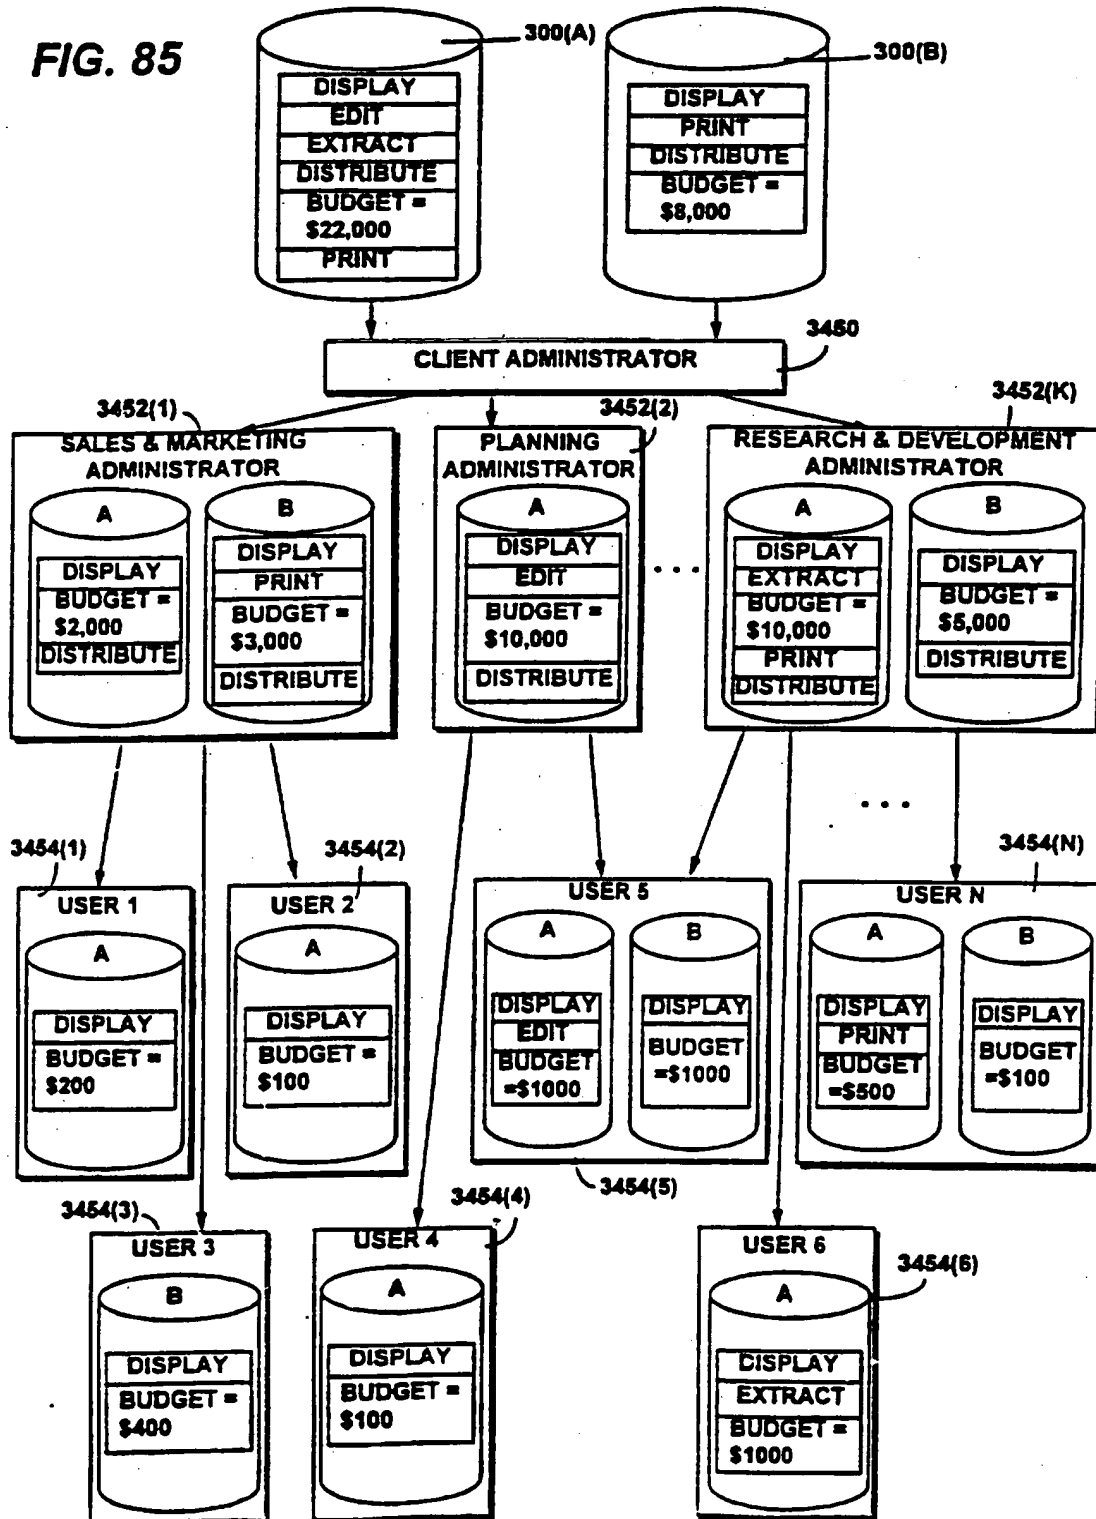 FIG. 85
300(A)
DISPLAY
EDIT
EXTRACT
DISTRIBUTE
BUDGET =
$22,000
PRINT
300(B)
DISPLAY
PRINT
DISTRIBUTE
BUDGET =
$8,000
CLIENT ADMINISTRATOR
3450
3452(1)
SALES & MARKETING
ADMINISTRATOR
A
DISPLAY
BUDGET =
$2,000
DISTRIBUTE
B
DISPLAY
PRINT
BUDGET =
$3,000
DISTRIBUTE
3452(2)
PLANNING
ADMINISTRATOR
A
DISPLAY
EDIT
BUDGET =
$10,000
DISTRIBUTE
. . .
3452(K)
RESEARCH & DEVELOPMENT
ADMINISTRATOR
A
DISPLAY
EXTRACT
BUDGET =
$10,000
PRINT
DISTRIBUTE
B
DISPLAY
BUDGET =
$5,000
DISTRIBUTE
. . .
3454(1)
USER 1
A
DISPLAY
BUDGET =
$200
3454(2)
USER 2
A
DISPLAY
BUDGET =
$100
USER 5
A
DISPLAY
EDIT
BUDGET
=$1000
B
DISPLAY
BUDGET
=$1000
3454(5)
3454(N)
USER N
A
DISPLAY
PRINT
BUDGET
=$500
B
DISPLAY
BUDGET
=$100
3454(3)
USER 3
B
DISPLAY
BUDGET =
$400
3454(4)
USER 4
A
DISPLAY
BUDGET =
$100
USER 6
3454(6)
A
DISPLAY
EXTRACT
BUDGET =
$1000